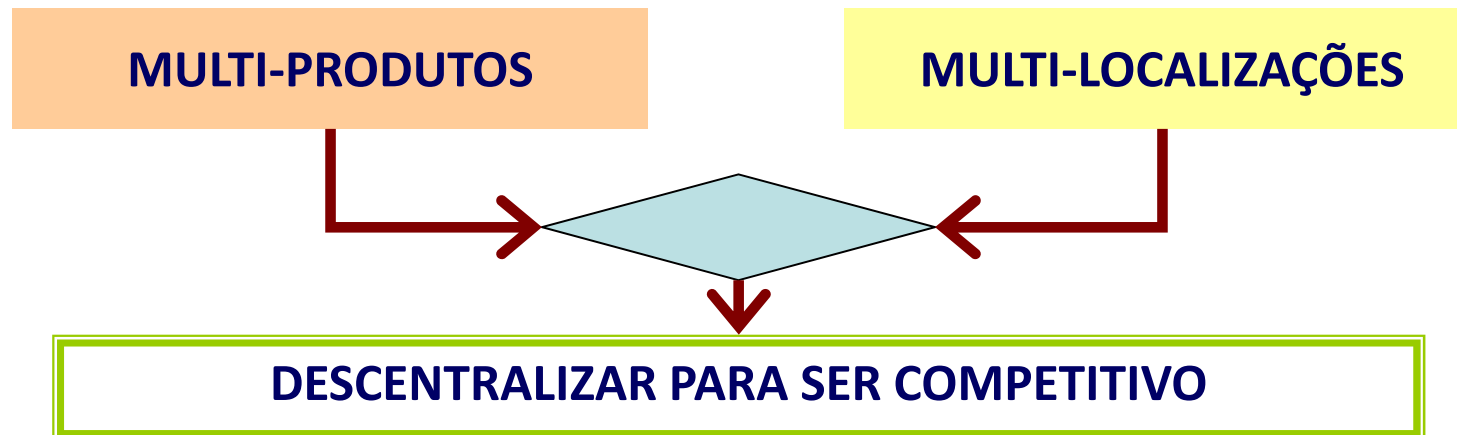 MULTI-PRODUTOS
MULTI-LOCALIZAÇÕES
DESCENTRALIZAR PARA SER COMPETITIVO